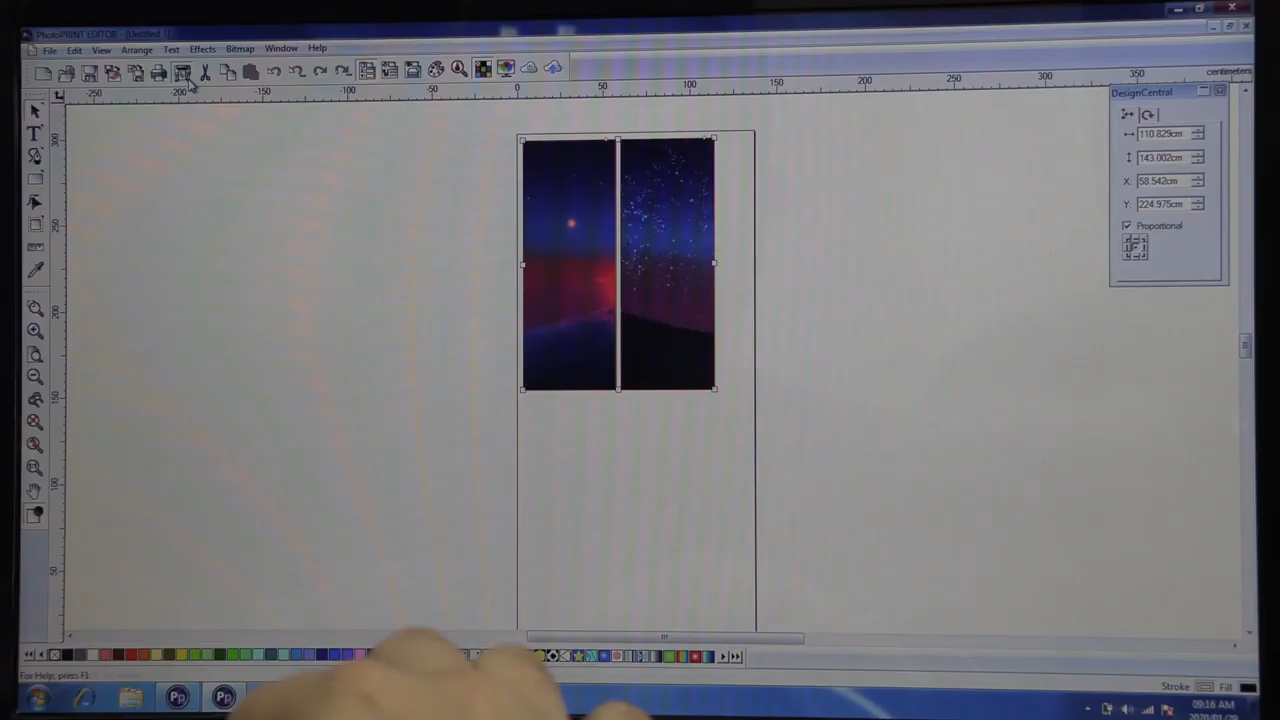 PhotoPRINT EDITOR - [Untitled 1]
File Edit View Arrange Text Effects Bitmap Window Help
-250 -200 -150 -100 -50 0 50 100 150 200 250 300 350 centimeters
300
250
200
150
100
50
DesignCentral
110.829cm
143.002cm
X: 58.542cm
Y: 224.975cm
Proportional
For Help, press F1
Stroke Fill
Pp Pp
09:16 AM